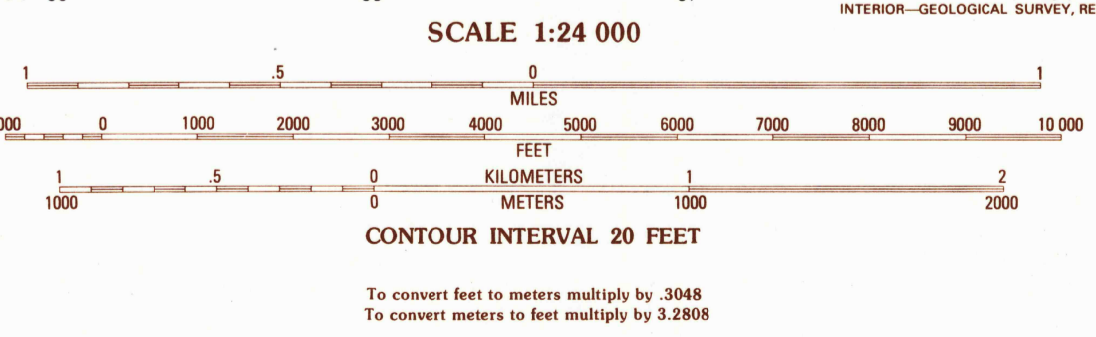 INTERIOR—GEOLOGICAL SURVEY, RE
SCALE 1:24 000
1 .5 0 1
MILES
000 0 1000 2000 3000 4000 5000 6000 7000 8000 9000 10 000
FEET
1 .5 0 KILOMETERS 1 2
1000 0 METERS 1000 2000
CONTOUR INTERVAL 20 FEET
To convert feet to meters multiply by .3048
To convert meters to feet multiply by 3.2808